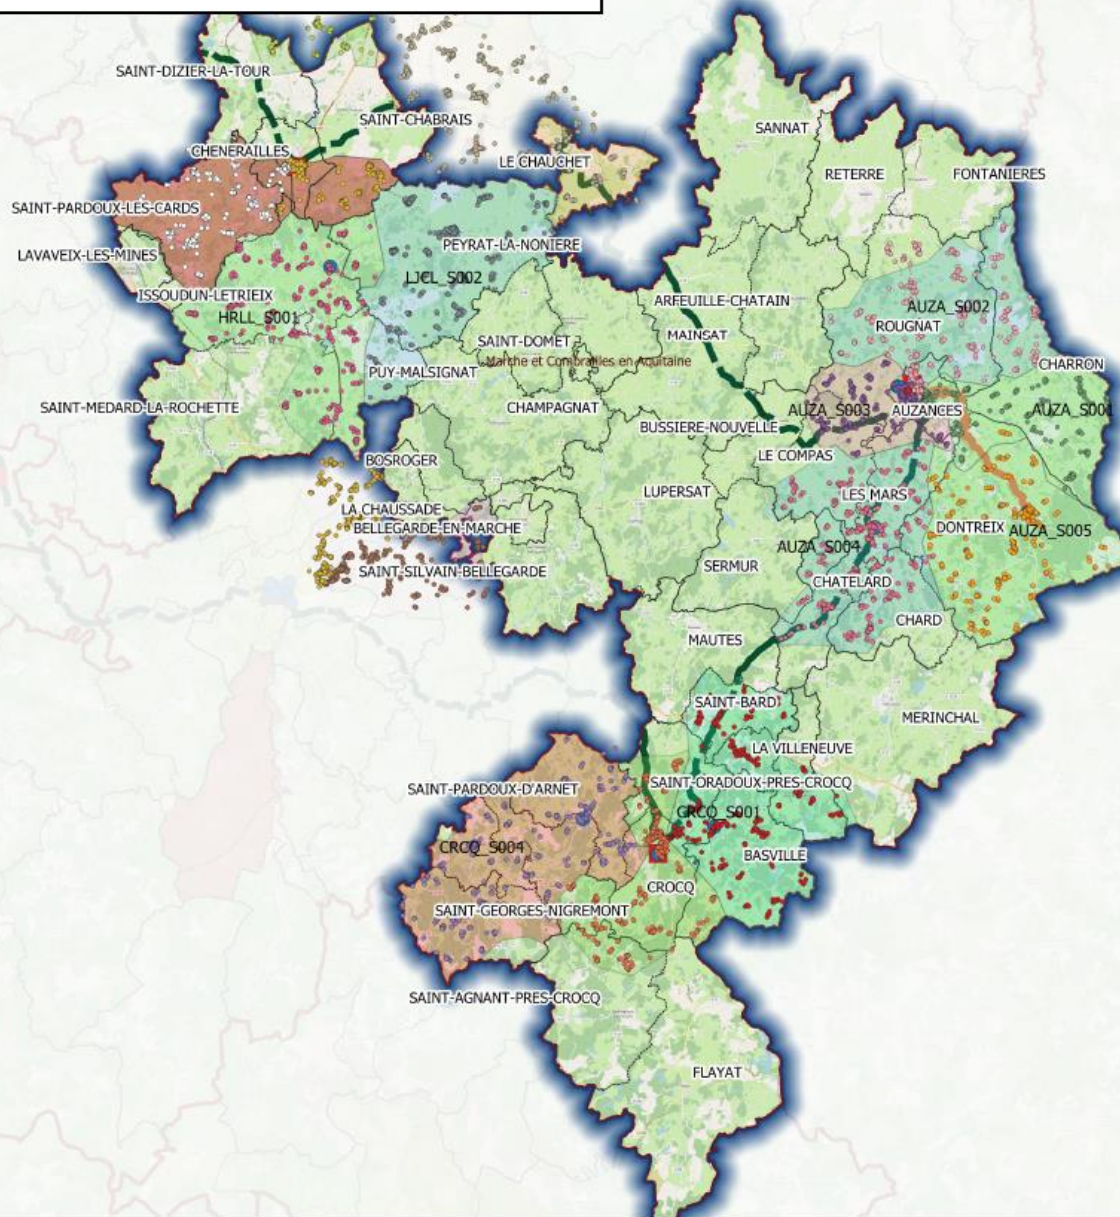 SAINT-DIZIER-LA-TOUR
SAINT-CHABRAIS
SANNAT
CHENERAILLES
LE CHAUCHET
RETERRE
FONTANIERES
SAINT-PARDOUX-LES-CARDS
PEYRAT-LA-NONIERE
LAVAVEIX-LES-MINES
LJCL_S002
ISSOUDUN-LETRIEIX
ARFEUILLE-CHATAIN
AUZA_S002
HRLL_S001
ROUGNAT
MAINSAT
SAINT-DOMET
Marche et Combrailles en Aquitaine
CHARRON
PUY-MALSIGNAT
SAINT-MEDARD-LA-ROCHETTE
CHAMPAGNAT
AUZA_S003
AUZANCES
AUZA_S001
BUSSIERE-NOUVELLE
LE COMPAS
BOSROGER
LUPERSAT
LES MARS
LA CHAUSSADE
BELLEGARDE-EN-MARCHE
DONTREIX
AUZA_S005
AUZA_S004
SERMUR
SAINT-SILVAIN-BELLEGARDE
CHATELARD
CHARD
MAUTES
SAINT-BARD
MERINCHAL
LA VILLENEUVE
SAINT-PARDOUX-D'ARNET
SAINT-ORADOUX-PRES-CROCQ
CRCQ_S001
CRCQ_S004
BASVILLE
CROCQ
SAINT-GEORGES-NIGREMONT
SAINT-AGNANT-PRES-CROCQ
FLAYAT